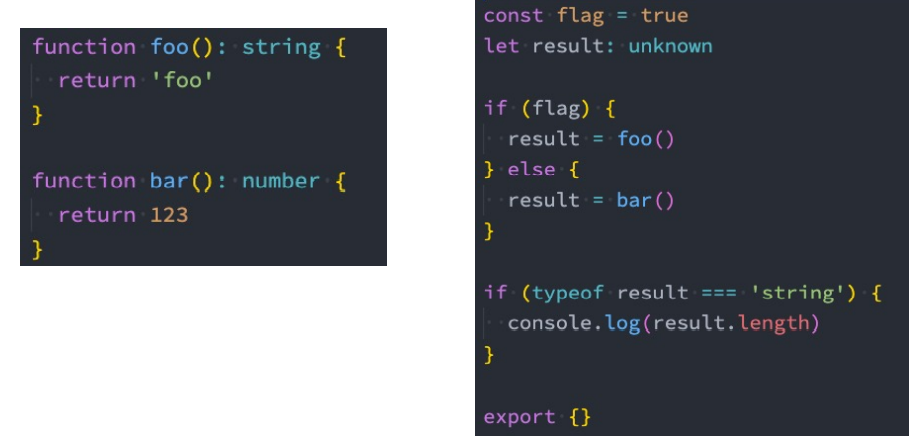 function foo(): string {
  return 'foo'
}
function bar(): number {
  return 123
}
const flag = true
let result: unknown
if (flag) {
  result = foo()
} else {
  result = bar()
}
if (typeof result === 'string') {
  console.log(result.length)
}
export {}